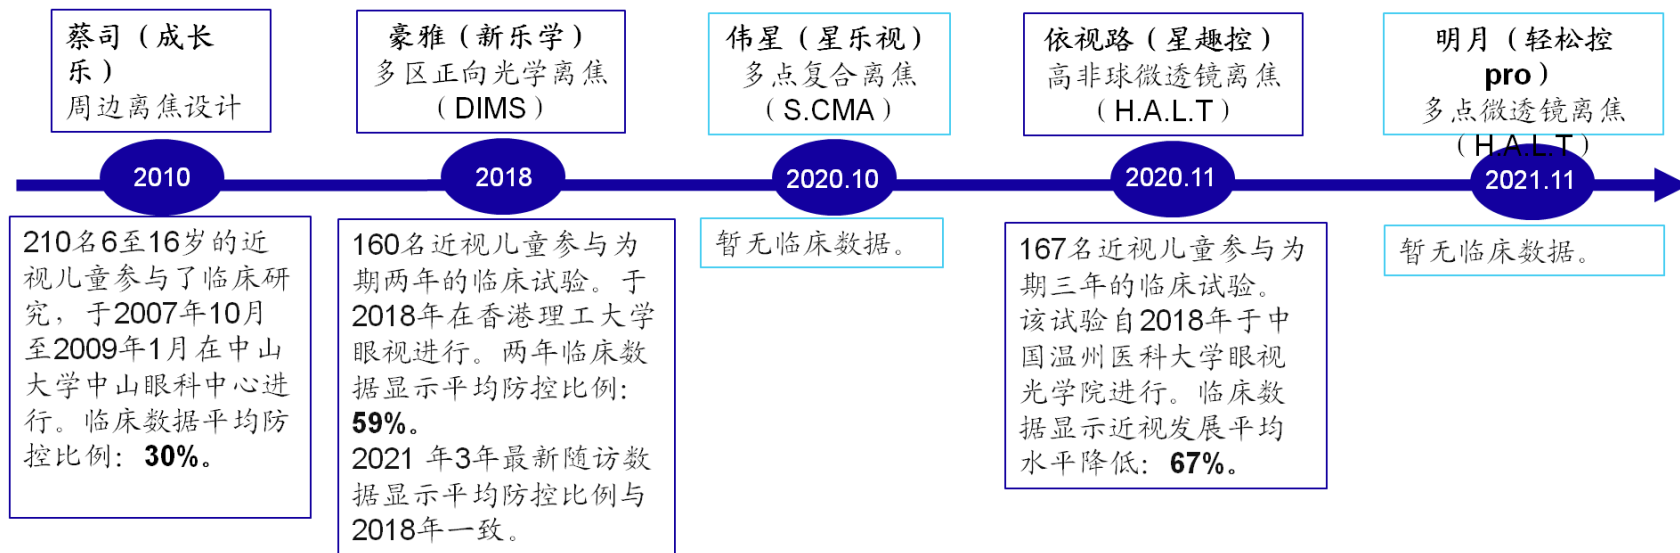 蔡司（成长
乐）
周边离焦设计
豪雅（新乐学）
多区正向光学离焦
（DIMS）
伟星（星乐视）
多点复合离焦
（S.CMA）
依视路（星趣控）
高非球微透镜离焦
（H.A.L.T）
明月（轻松控
pro）
多点微透镜离焦
（H.A.L.T）
2010
2018
2020.10
2020.11
2021.11
210名6至16岁的近
视儿童参与了临床研
究，于2007年10月
至2009年1月在中山
大学中山眼科中心进
行。临床数据平均防
控比例：30%。
160名近视儿童参与为
期两年的临床试验。于
2018年在香港理工大学
眼视进行。两年临床数
据显示平均防控比例：
59%。
2021 年3年最新随访数
据显示平均防控比例与
2018年一致。
暂无临床数据。
167名近视儿童参与为
期三年的临床试验。
该试验自2018年于中
国温州医科大学眼视
光学院进行。临床数
据显示近视发展平均
水平降低：67%。
暂无临床数据。